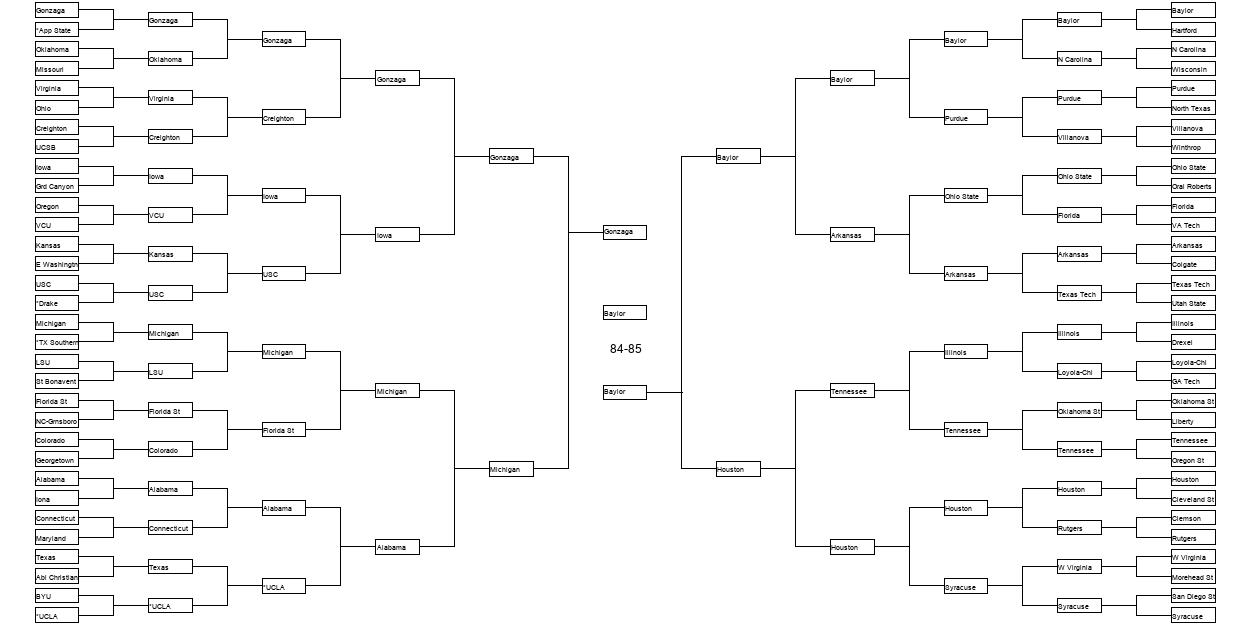 Gonzaga
*App State
Oklahoma
Missouri
Virginia
Ohio
Creighton
UCSB
Iowa
Grd Canyon
Oregon
VCU
Kansas
E Washingtn
USC
*Drake
Michigan
*TX Southern
LSU
St Bonavent
Florida St
NC-Grnsboro
Colorado
Georgetown
Alabama
Iona
Connecticut
Maryland
Texas
Abl Christian
BYU
*UCLA
Gonzaga
Oklahoma
Virginia
Creighton
Iowa
VCU
Kansas
USC
Michigan
LSU
Florida St
Colorado
Alabama
Connecticut
Texas
*UCLA
Gonzaga
Creighton
Iowa
USC
Michigan
Florida St
Alabama
*UCLA
Gonzaga
Iowa
Michigan
Alabama
Gonzaga
Michigan
Gonzaga
Baylor
84-85
Baylor
Baylor
Houston
Baylor
Arkansas
Tennessee
Houston
Baylor
Purdue
Ohio State
Arkansas
Illinois
Tennessee
Houston
Syracuse
Baylor
N Carolina
Purdue
Villanova
Ohio State
Florida
Arkansas
Texas Tech
Illinois
Loyola-Chi
Oklahoma St
Tennessee
Houston
Rutgers
W Virginia
Syracuse
Baylor
Hartford
N Carolina
Wisconsin
Purdue
North Texas
Villanova
Winthrop
Ohio State
Oral Roberts
Florida
VA Tech
Arkansas
Colgate
Texas Tech
Utah State
Illinois
Drexel
Loyola-Chi
GA Tech
Oklahoma St
Liberty
Tennessee
Oregon St
Houston
Cleveland St
Clemson
Rutgers
W Virginia
Morehead St
San Diego St
Syracuse